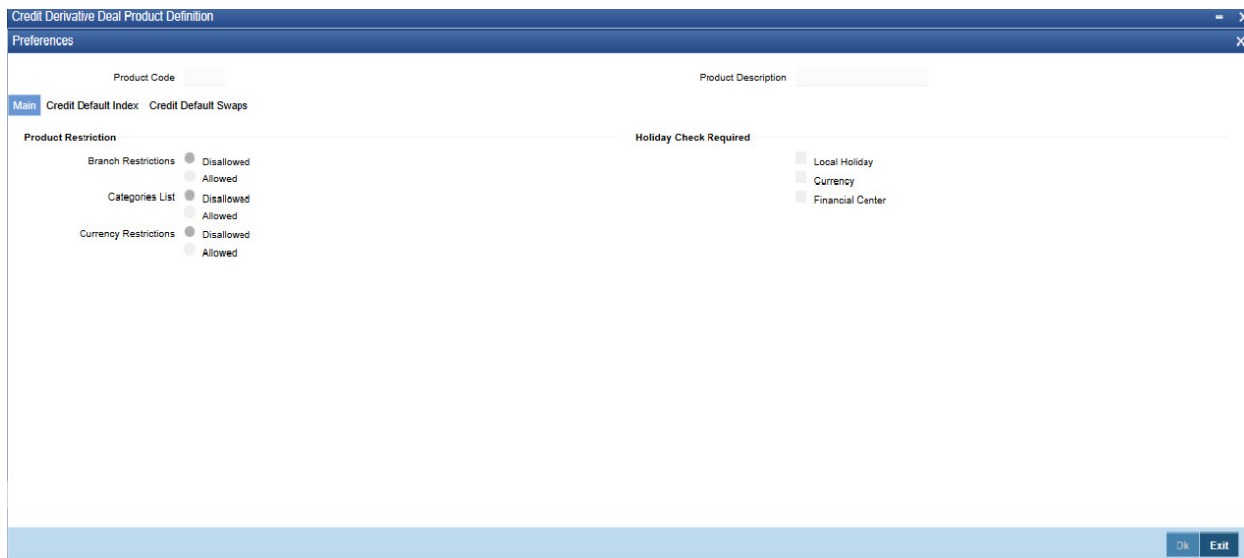 Credit Derivative Deal Product Definition
Preferences
Product Code
Product Description
Main Credit Default Index Credit Default Swaps
Product Restriction
Branch Restrictions Disallowed
Allowed
Categories List Disallowed
Allowed
Currency Restrictions Disallowed
Allowed
Holiday Check Required
Local Holiday
Currency
Financial Center
Ok Exit